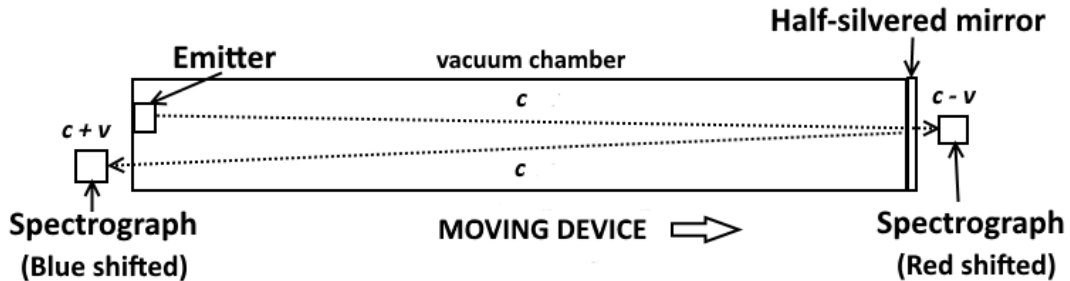 Half-silvered mirror
Emitter
vacuum chamber
c
c - v
c + v
c
Spectrograph
(Blue shifted)
MOVING DEVICE
Spectrograph
(Red shifted)